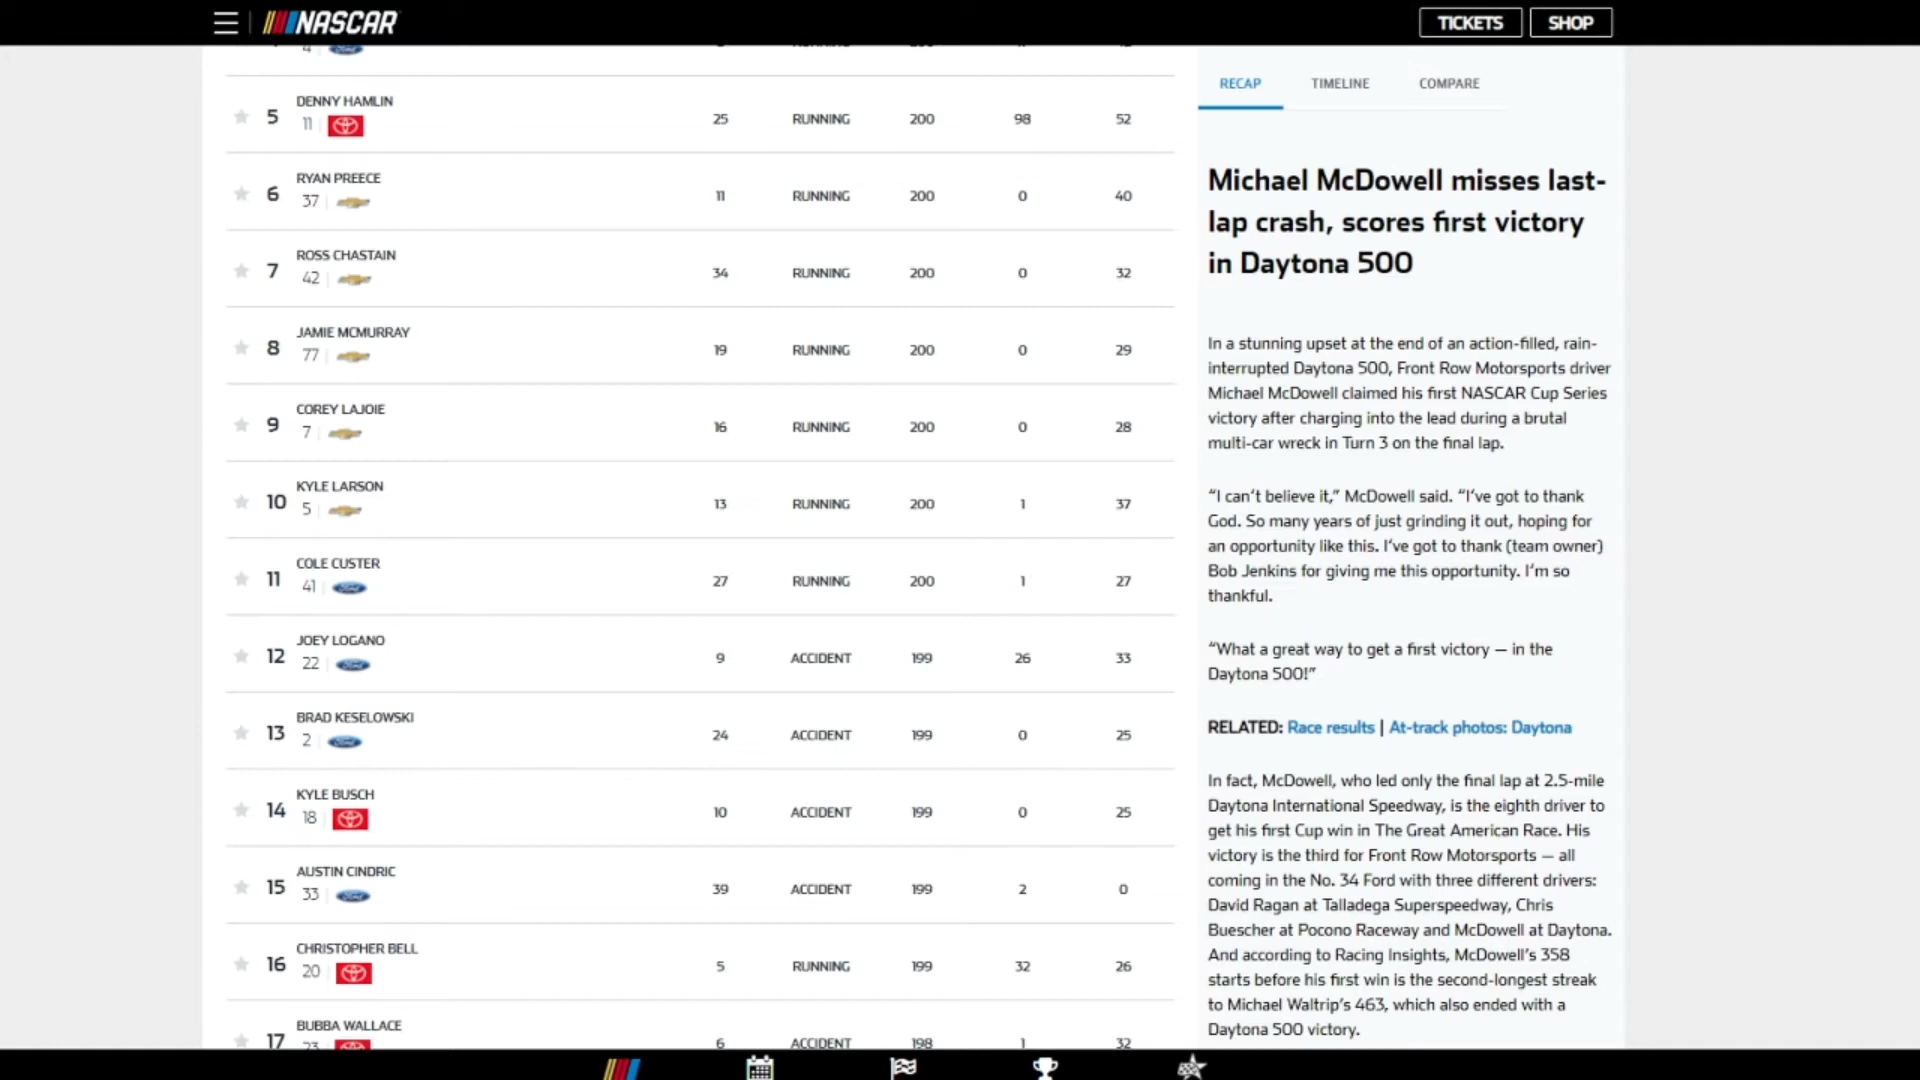 NASCAR
TICKETS
SHOP
4
5 DENNY HAMLIN 11 25 RUNNING 200 98 52
6 RYAN PREECE 37 11 RUNNING 200 0 40
7 ROSS CHASTAIN 42 34 RUNNING 200 0 32
8 JAMIE MCMURRAY 77 19 RUNNING 200 0 29
9 COREY LAJOIE 7 16 RUNNING 200 0 28
10 KYLE LARSON 5 13 RUNNING 200 1 37
11 COLE CUSTER 41 Ford 27 RUNNING 200 1 27
12 JOEY LOGANO 22 Ford 9 ACCIDENT 199 26 33
13 BRAD KESELOWSKI 2 Ford 24 ACCIDENT 199 0 25
14 KYLE BUSCH 18 10 ACCIDENT 199 0 25
15 AUSTIN CINDRIC 33 Ford 39 ACCIDENT 199 2 0
16 CHRISTOPHER BELL 20 5 RUNNING 199 32 26
17 BUBBA WALLACE 23 6 ACCIDENT 198 1 32
RECAP TIMELINE COMPARE
Michael McDowell misses last-
lap crash, scores first victory
in Daytona 500
In a stunning upset at the end of an action-filled, rain-
interrupted Daytona 500, Front Row Motorsports driver
Michael McDowell claimed his first NASCAR Cup Series
victory after charging into the lead during a brutal
multi-car wreck in Turn 3 on the final lap.
“I can’t believe it,” McDowell said. “I’ve got to thank
God. So many years of just grinding it out, hoping for
an opportunity like this. I’ve got to thank (team owner)
Bob Jenkins for giving me this opportunity. I’m so
thankful.
“What a great way to get a first victory — in the
Daytona 500!”
RELATED: Race results | At-track photos: Daytona
In fact, McDowell, who led only the final lap at 2.5-mile
Daytona International Speedway, is the eighth driver to
get his first Cup win in The Great American Race. His
victory is the third for Front Row Motorsports — all
coming in the No. 34 Ford with three different drivers:
David Ragan at Talladega Superspeedway, Chris
Buescher at Pocono Raceway and McDowell at Daytona.
And according to Racing Insights, McDowell’s 358
starts before his first win is the second-longest streak
to Michael Waltrip’s 463, which also ended with a
Daytona 500 victory.